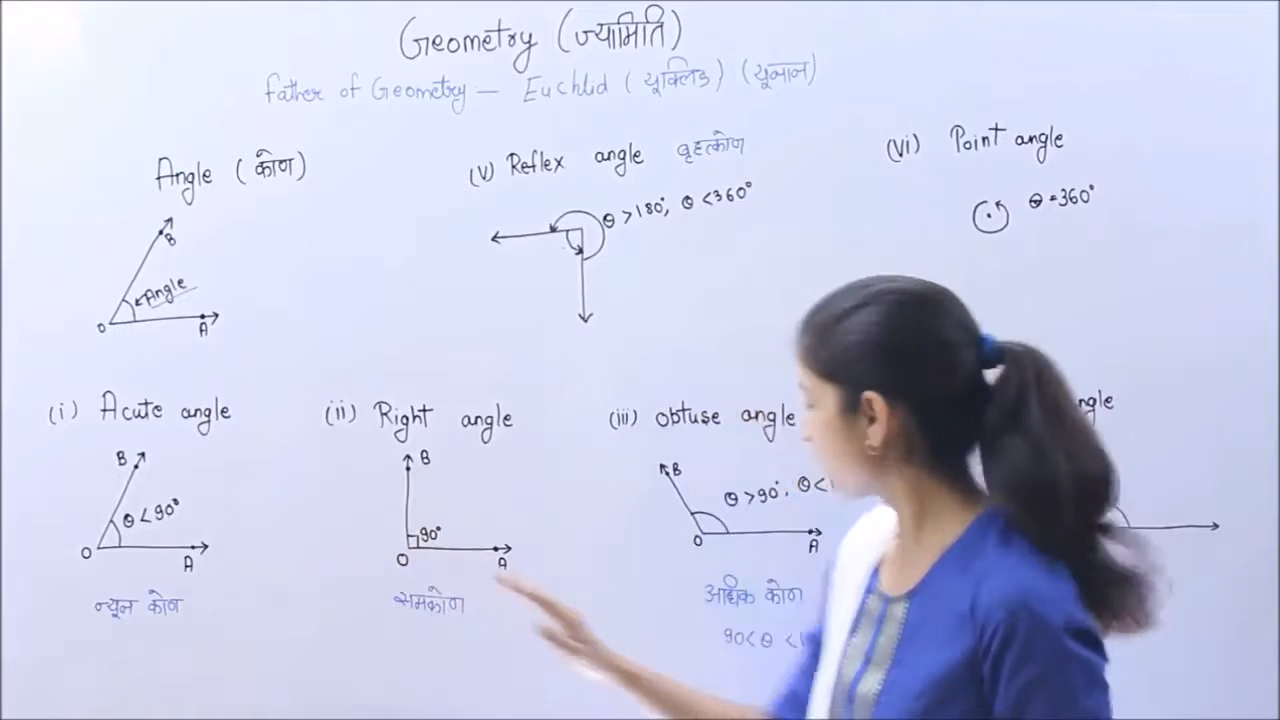 Geometry (ज्यामिति)
Father of Geometry — Euclid (यूक्लिड) (यूनान)
Angle (कोण)
B
Angle
O
A
(v) Reflex angle बृहत्कोण
θ >180°, θ <360°
(vi) Point angle
θ =360°
(i) Acute angle
B
θ < 90°
O
A
न्यून कोण
(ii) Right angle
B
90°
O
A
समकोण
(iii) obtuse angle
B
θ >90°, θ <
O
A
अधिक कोण
90< θ <